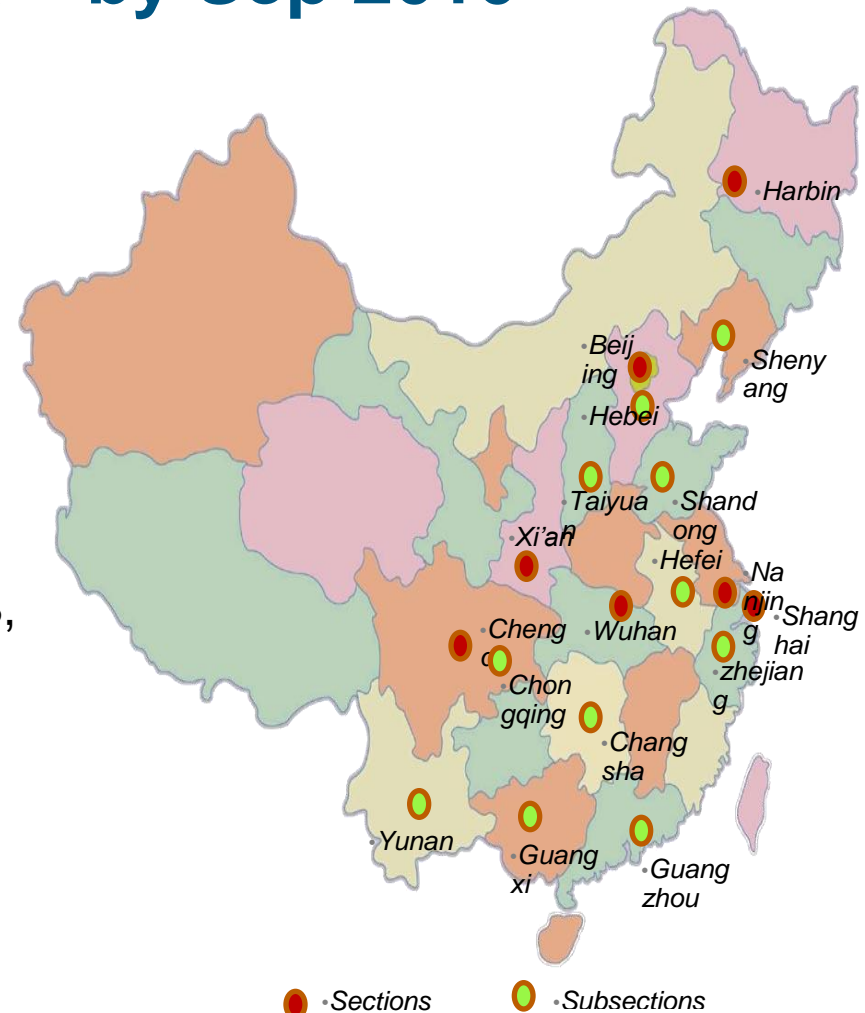 by Sep
·Harbin
·Beij
ing
·Sheny
ang
·Hebei
·Taiyua
n
·Shand
ong
·Xi’an
·Hefei
·Na
njin
g
·Shang
hai
·Cheng
·Wuhan
·zhejian
g
·Chon
gqing
·Chang
sha
·Yunan
·Guang
xi
·Guang
zhou
·Sections
·Subsections